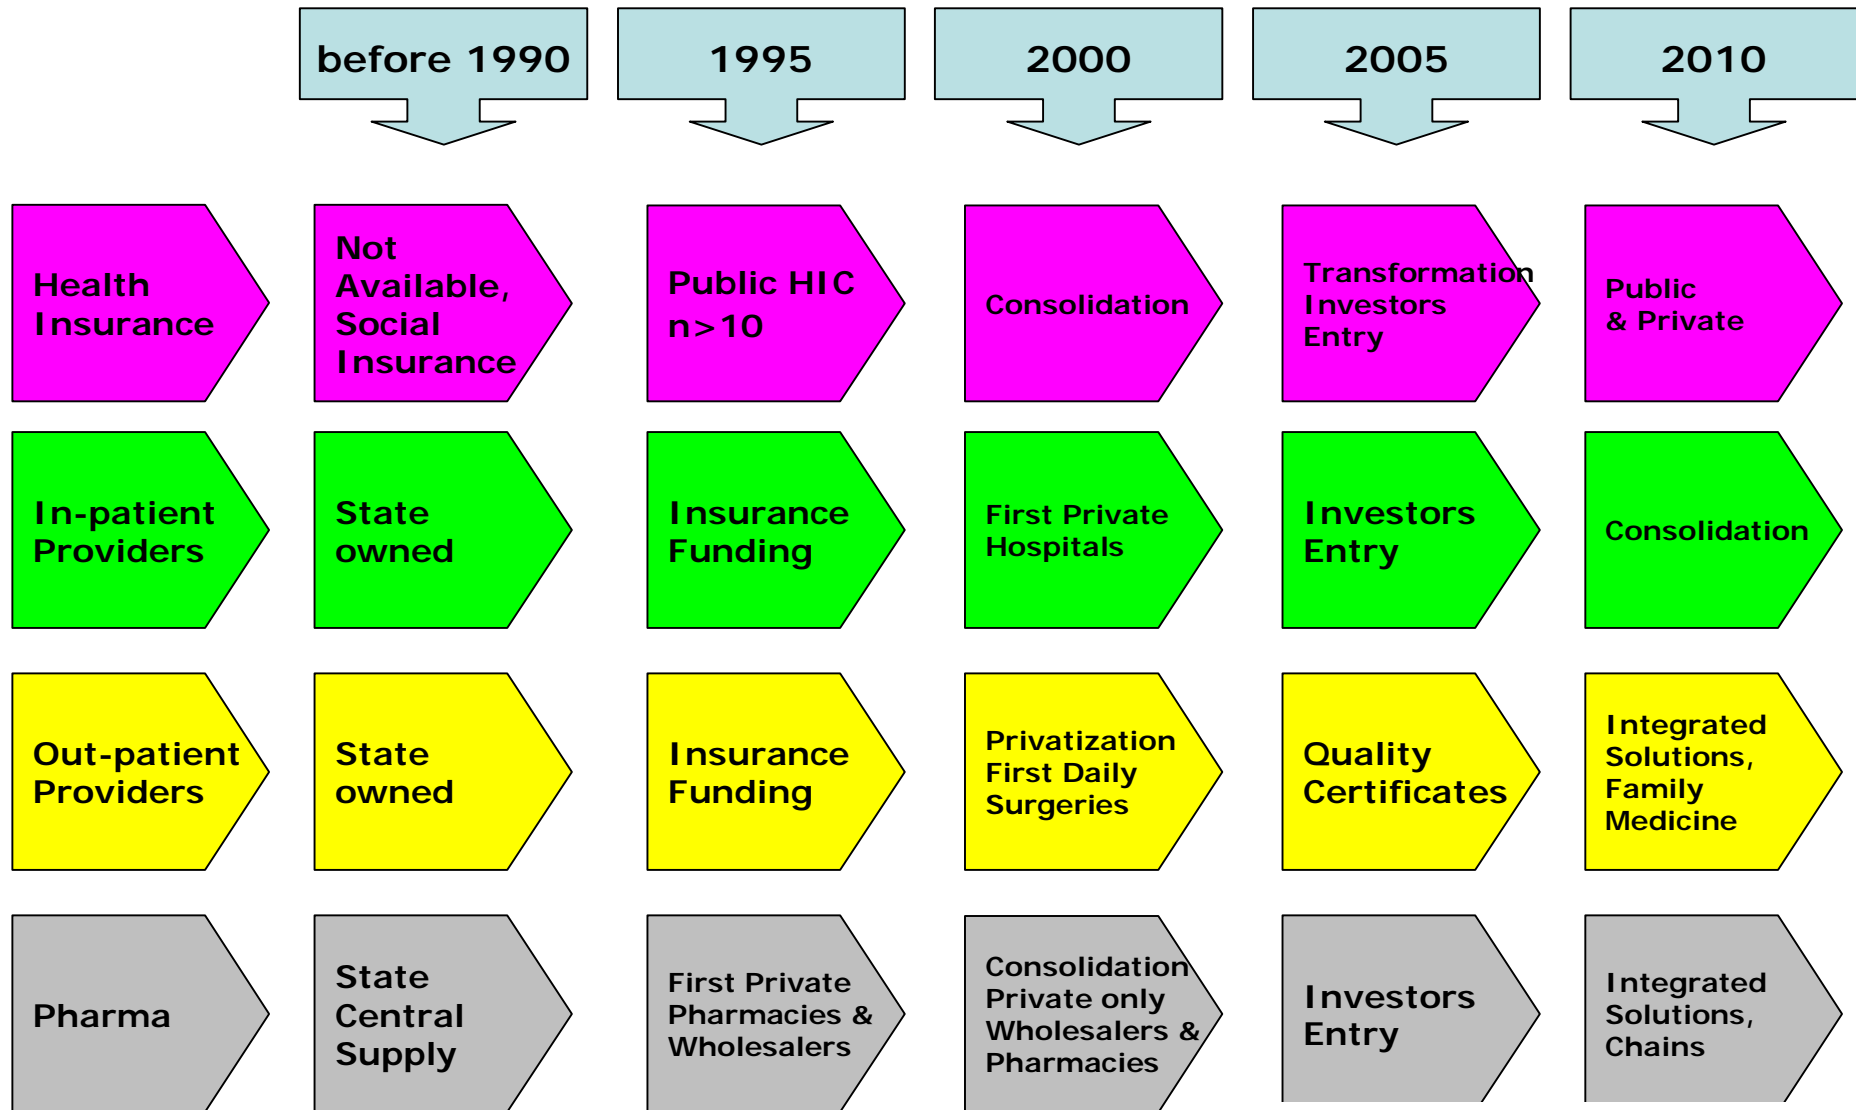 before 1990
1995
2000
2005
2010
Health
Insurance
Not
Available,
Social
Insurance
Public HIC
n>10
Consolidation
Transformation
Investors
Entry
Public
& Private
In-patient
Providers
State
owned
Insurance
Funding
First Private
Hospitals
Investors
Entry
Consolidation
Out-patient
Providers
State
owned
Insurance
Funding
Privatization
First Daily
Surgeries
Quality
Certificates
Integrated
Solutions,
Family
Medicine
Pharma
State
Central
Supply
First Private
Pharmacies &
Wholesalers
Consolidation
Private only
Wholesalers &
Pharmacies
Investors
Entry
Integrated
Solutions,
Chains